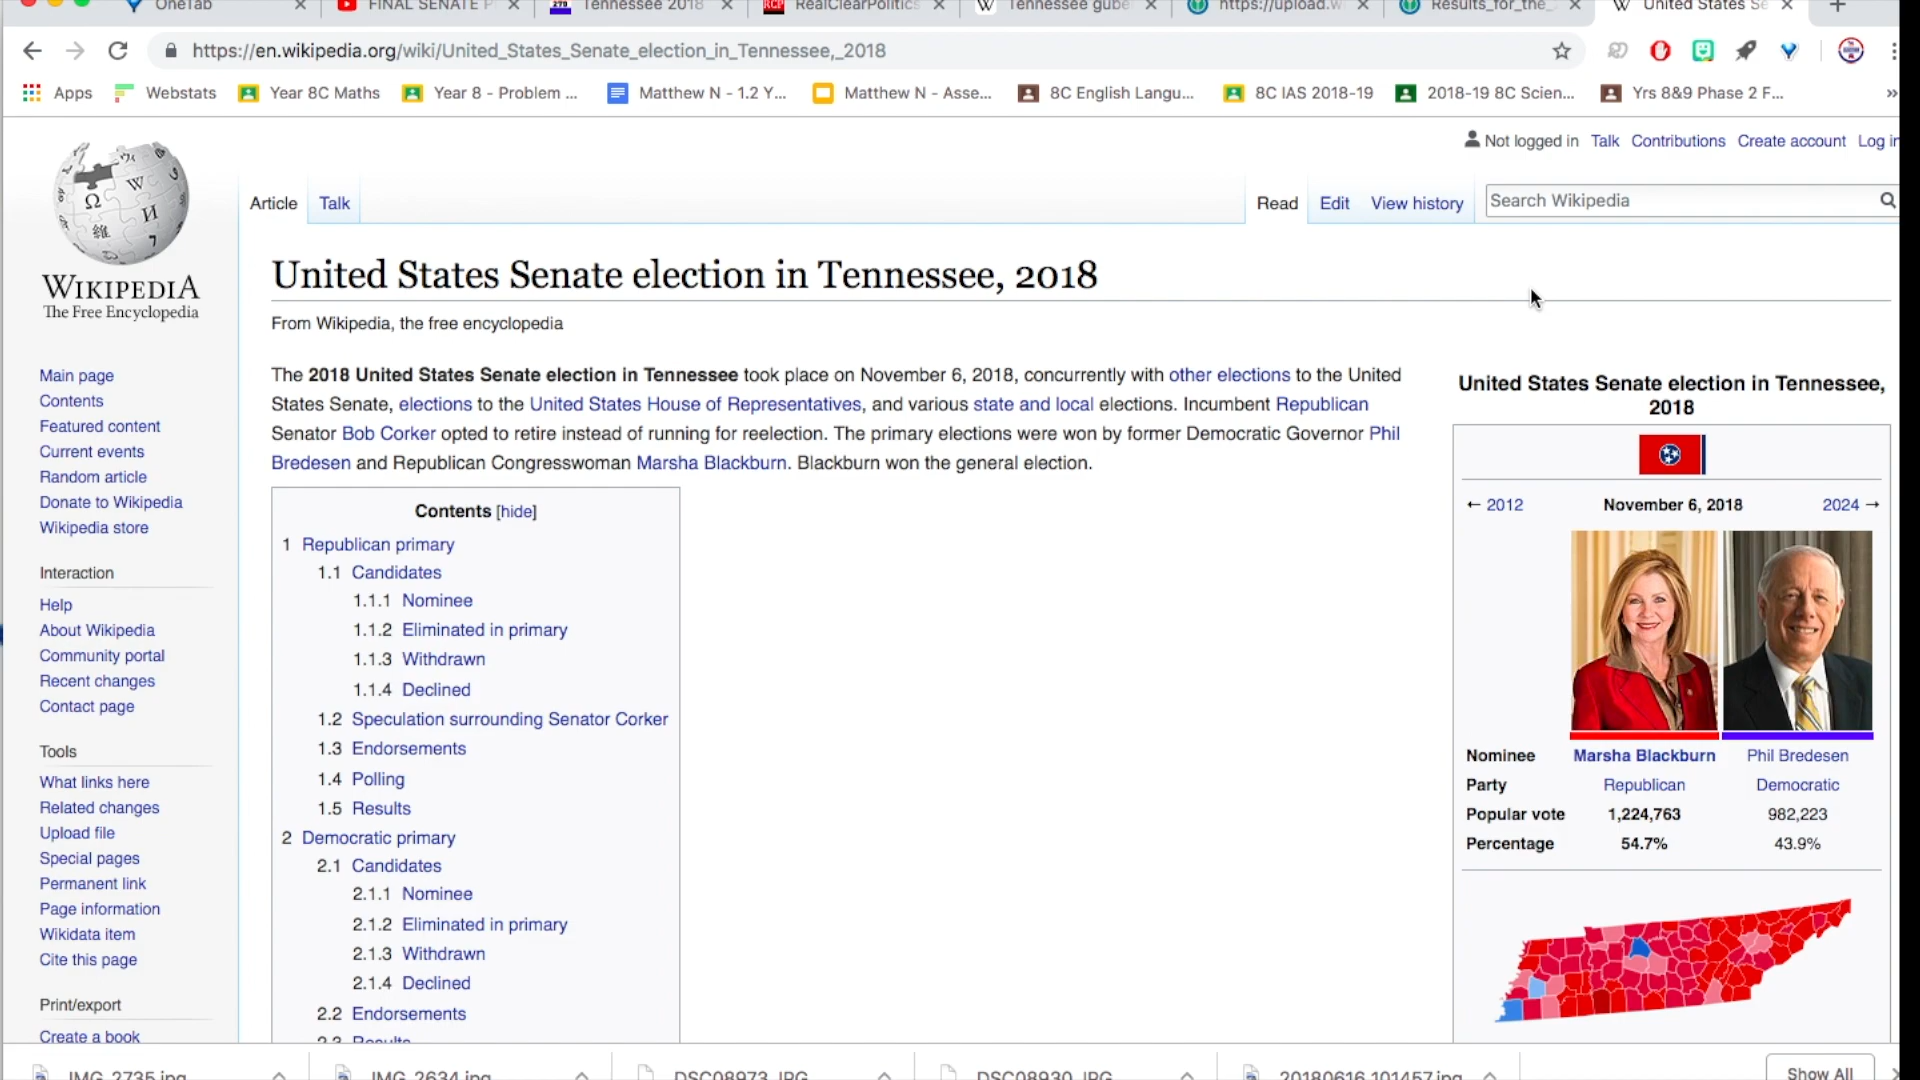 OneTab
FINAL SENATE P
Tennessee 2018
RealClearPolitics
Tennessee gube
https://upload.w
Results_for_the_
United States Se
https://en.wikipedia.org/wiki/United_States_Senate_election_in_Tennessee,_2018
Apps
Webstats
Year 8C Maths
Year 8 - Problem ...
Matthew N - 1.2 Y...
Matthew N - Asse...
8C English Langu...
8C IAS 2018-19
2018-19 8C Scien...
Yrs 8&9 Phase 2 F...
»
Not logged in Talk Contributions Create account Log in
Article Talk
Read Edit View history
Search Wikipedia
WIKIPEDIA
The Free Encyclopedia
Main page
Contents
Featured content
Current events
Random article
Donate to Wikipedia
Wikipedia store
Interaction
Help
About Wikipedia
Community portal
Recent changes
Contact page
Tools
What links here
Related changes
Upload file
Special pages
Permanent link
Page information
Wikidata item
Cite this page
Print/export
Create a book
United States Senate election in Tennessee, 2018
From Wikipedia, the free encyclopedia
The 2018 United States Senate election in Tennessee took place on November 6, 2018, concurrently with other elections to the United
States Senate, elections to the United States House of Representatives, and various state and local elections. Incumbent Republican
Senator Bob Corker opted to retire instead of running for reelection. The primary elections were won by former Democratic Governor Phil
Bredesen and Republican Congresswoman Marsha Blackburn. Blackburn won the general election.
Contents [hide]
1 Republican primary
1.1 Candidates
1.1.1 Nominee
1.1.2 Eliminated in primary
1.1.3 Withdrawn
1.1.4 Declined
1.2 Speculation surrounding Senator Corker
1.3 Endorsements
1.4 Polling
1.5 Results
2 Democratic primary
2.1 Candidates
2.1.1 Nominee
2.1.2 Eliminated in primary
2.1.3 Withdrawn
2.1.4 Declined
2.2 Endorsements
2.3 Results
United States Senate election in Tennessee,
2018
← 2012 November 6, 2018 2024 →
Nominee Marsha Blackburn Phil Bredesen
Party Republican Democratic
Popular vote 1,224,763 982,223
Percentage 54.7% 43.9%
IMG_2735.jpg
IMG_2634.jpg
DSC08973.JPG
DSC08930.JPG
20180616_101457.jpg
Show All